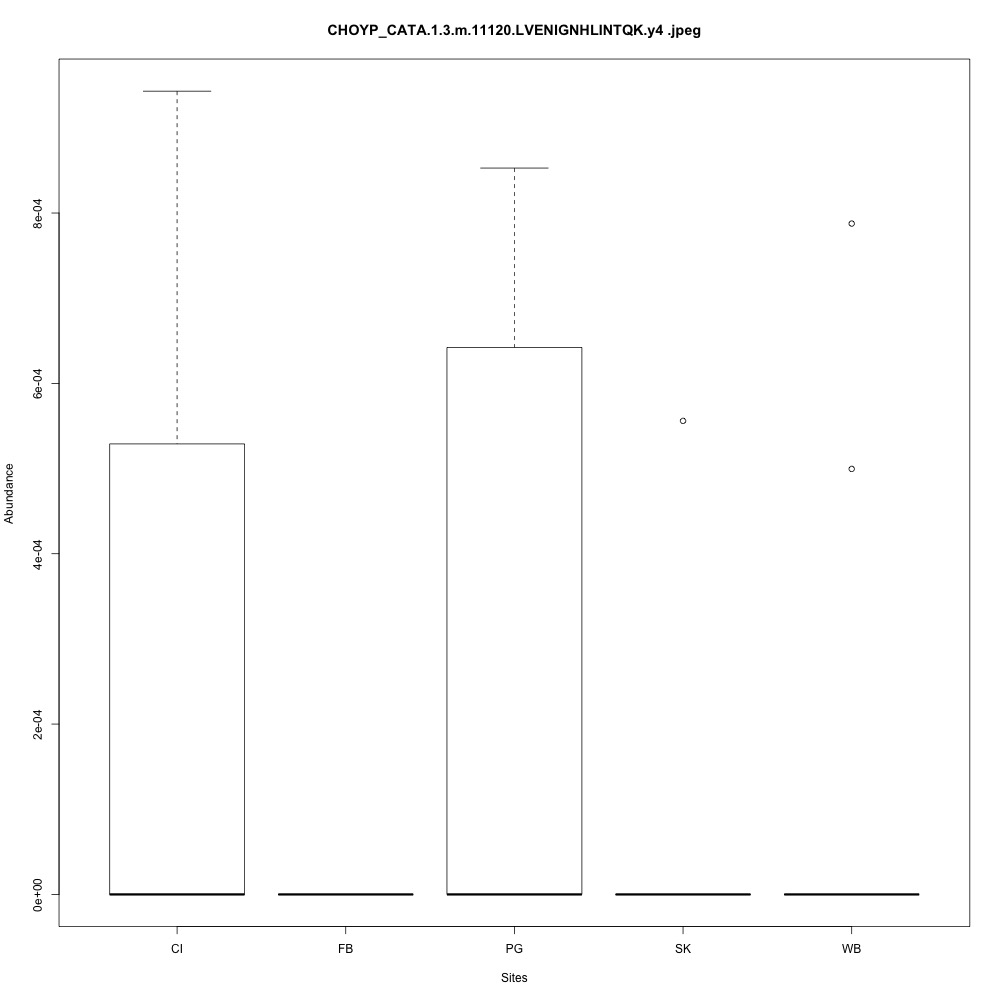 CHOYP_CATA.1.3.m.11120.LVENIGNHLINTQK.y4 .jpeg
8e-04
6e-04
4e-04
2e-04
0e+00
Abundance
CI FB PG SK WB
Sites